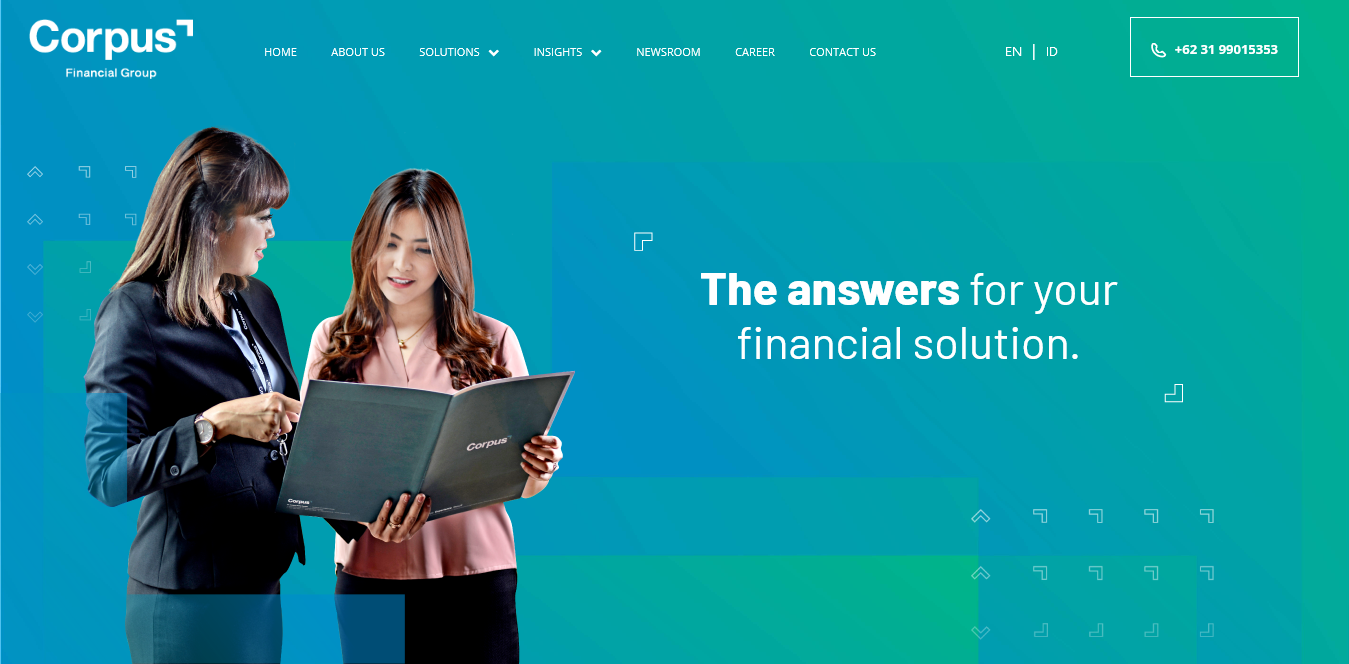 Corpus
Financial Group
HOME
ABOUT US
SOLUTIONS
INSIGHTS
NEWSROOM
CAREER
CONTACT US
EN | ID
+62 31 99015353
The answers for your
financial solution.
Corpus
Corpus